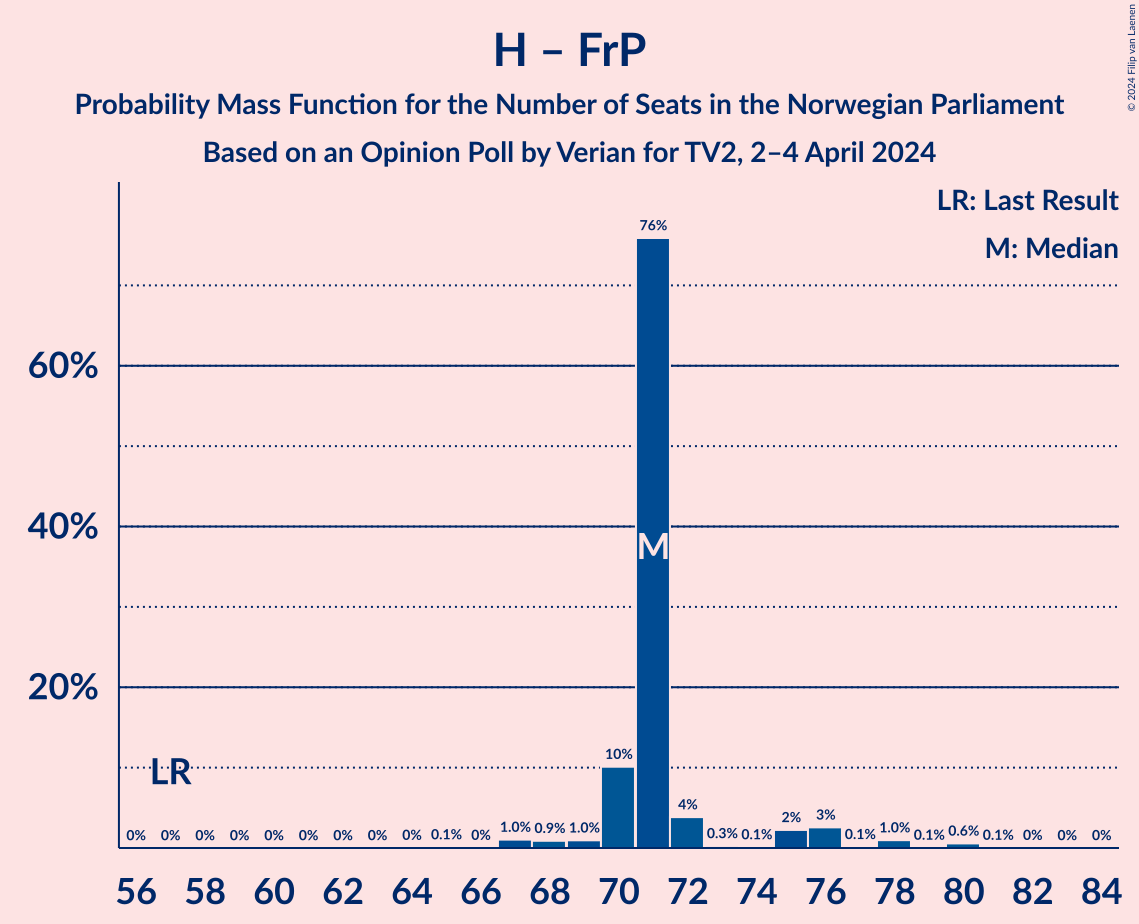 H – FrP
Probability Mass Function for the Number of Seats in the Norwegian Parliament
Based on an Opinion Poll by Verian for TV2, 2–4 April 2024
© 2024 Filip van Laenen
LR: Last Result
M: Median
76%
60%
40%
M
20%
LR
10%
4%
0% 0% 0% 0% 0% 0% 0% 0% 0% 0.1% 0% 1.0% 0.9% 1.0% 0.3% 0.1% 2% 3% 0.1% 1.0% 0.1% 0.6% 0.1% 0% 0% 0%
56 58 60 62 64 66 68 70 72 74 76 78 80 82 84